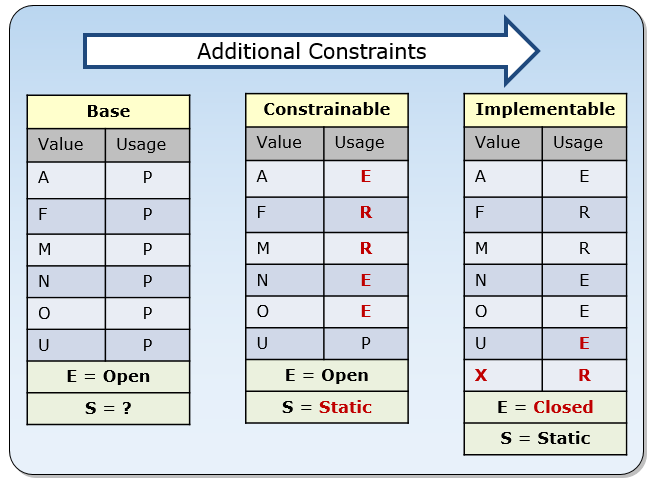 Additional Constraints
Base
Value Usage
A P
F P
M P
N P
O P
U P
E = Open
S = ?
Constrainable
Value Usage
A E
F R
M R
N E
O E
U P
E = Open
S = Static
Implementable
Value Usage
A E
F R
M R
N E
O E
U E
X R
E = Closed
S = Static